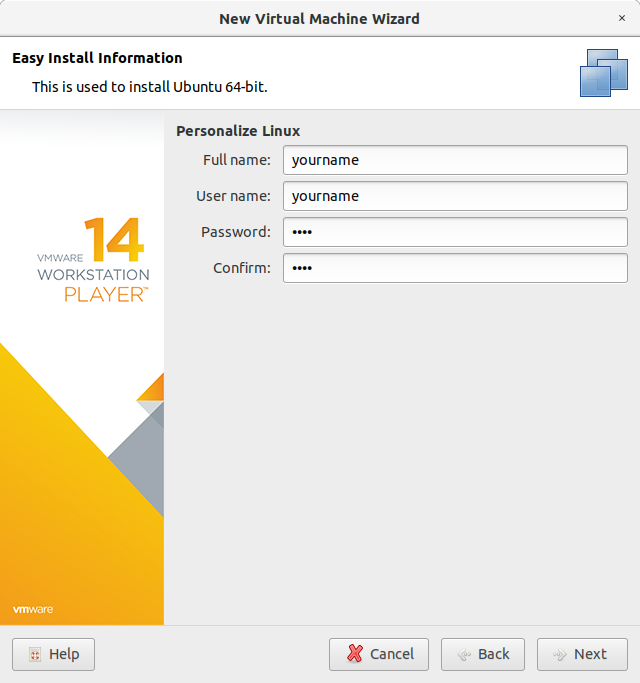 New Virtual Machine Wizard ×
Easy Install Information
This is used to install Ubuntu 64-bit.
VMWARE 14
WORKSTATION
PLAYER™
vmware
Personalize Linux
Full name: yourname
User name: yourname
Password: ••••
Confirm: ••••
Help Cancel Back Next